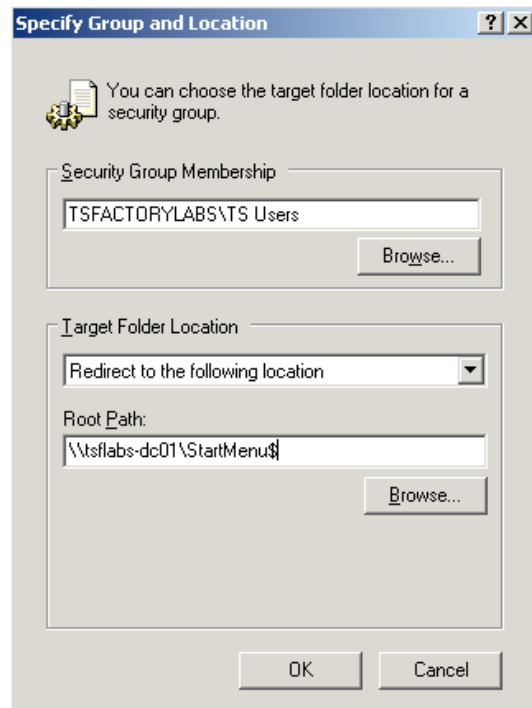 Specify Group and Location
You can choose the target folder location for a
security group.
Security Group Membership
TSFACTORYLABS\TS Users
Browse...
Target Folder Location
Redirect to the following location
Root Path:
\\tsflabs-dc01\StartMenu$
Browse...
OK
Cancel